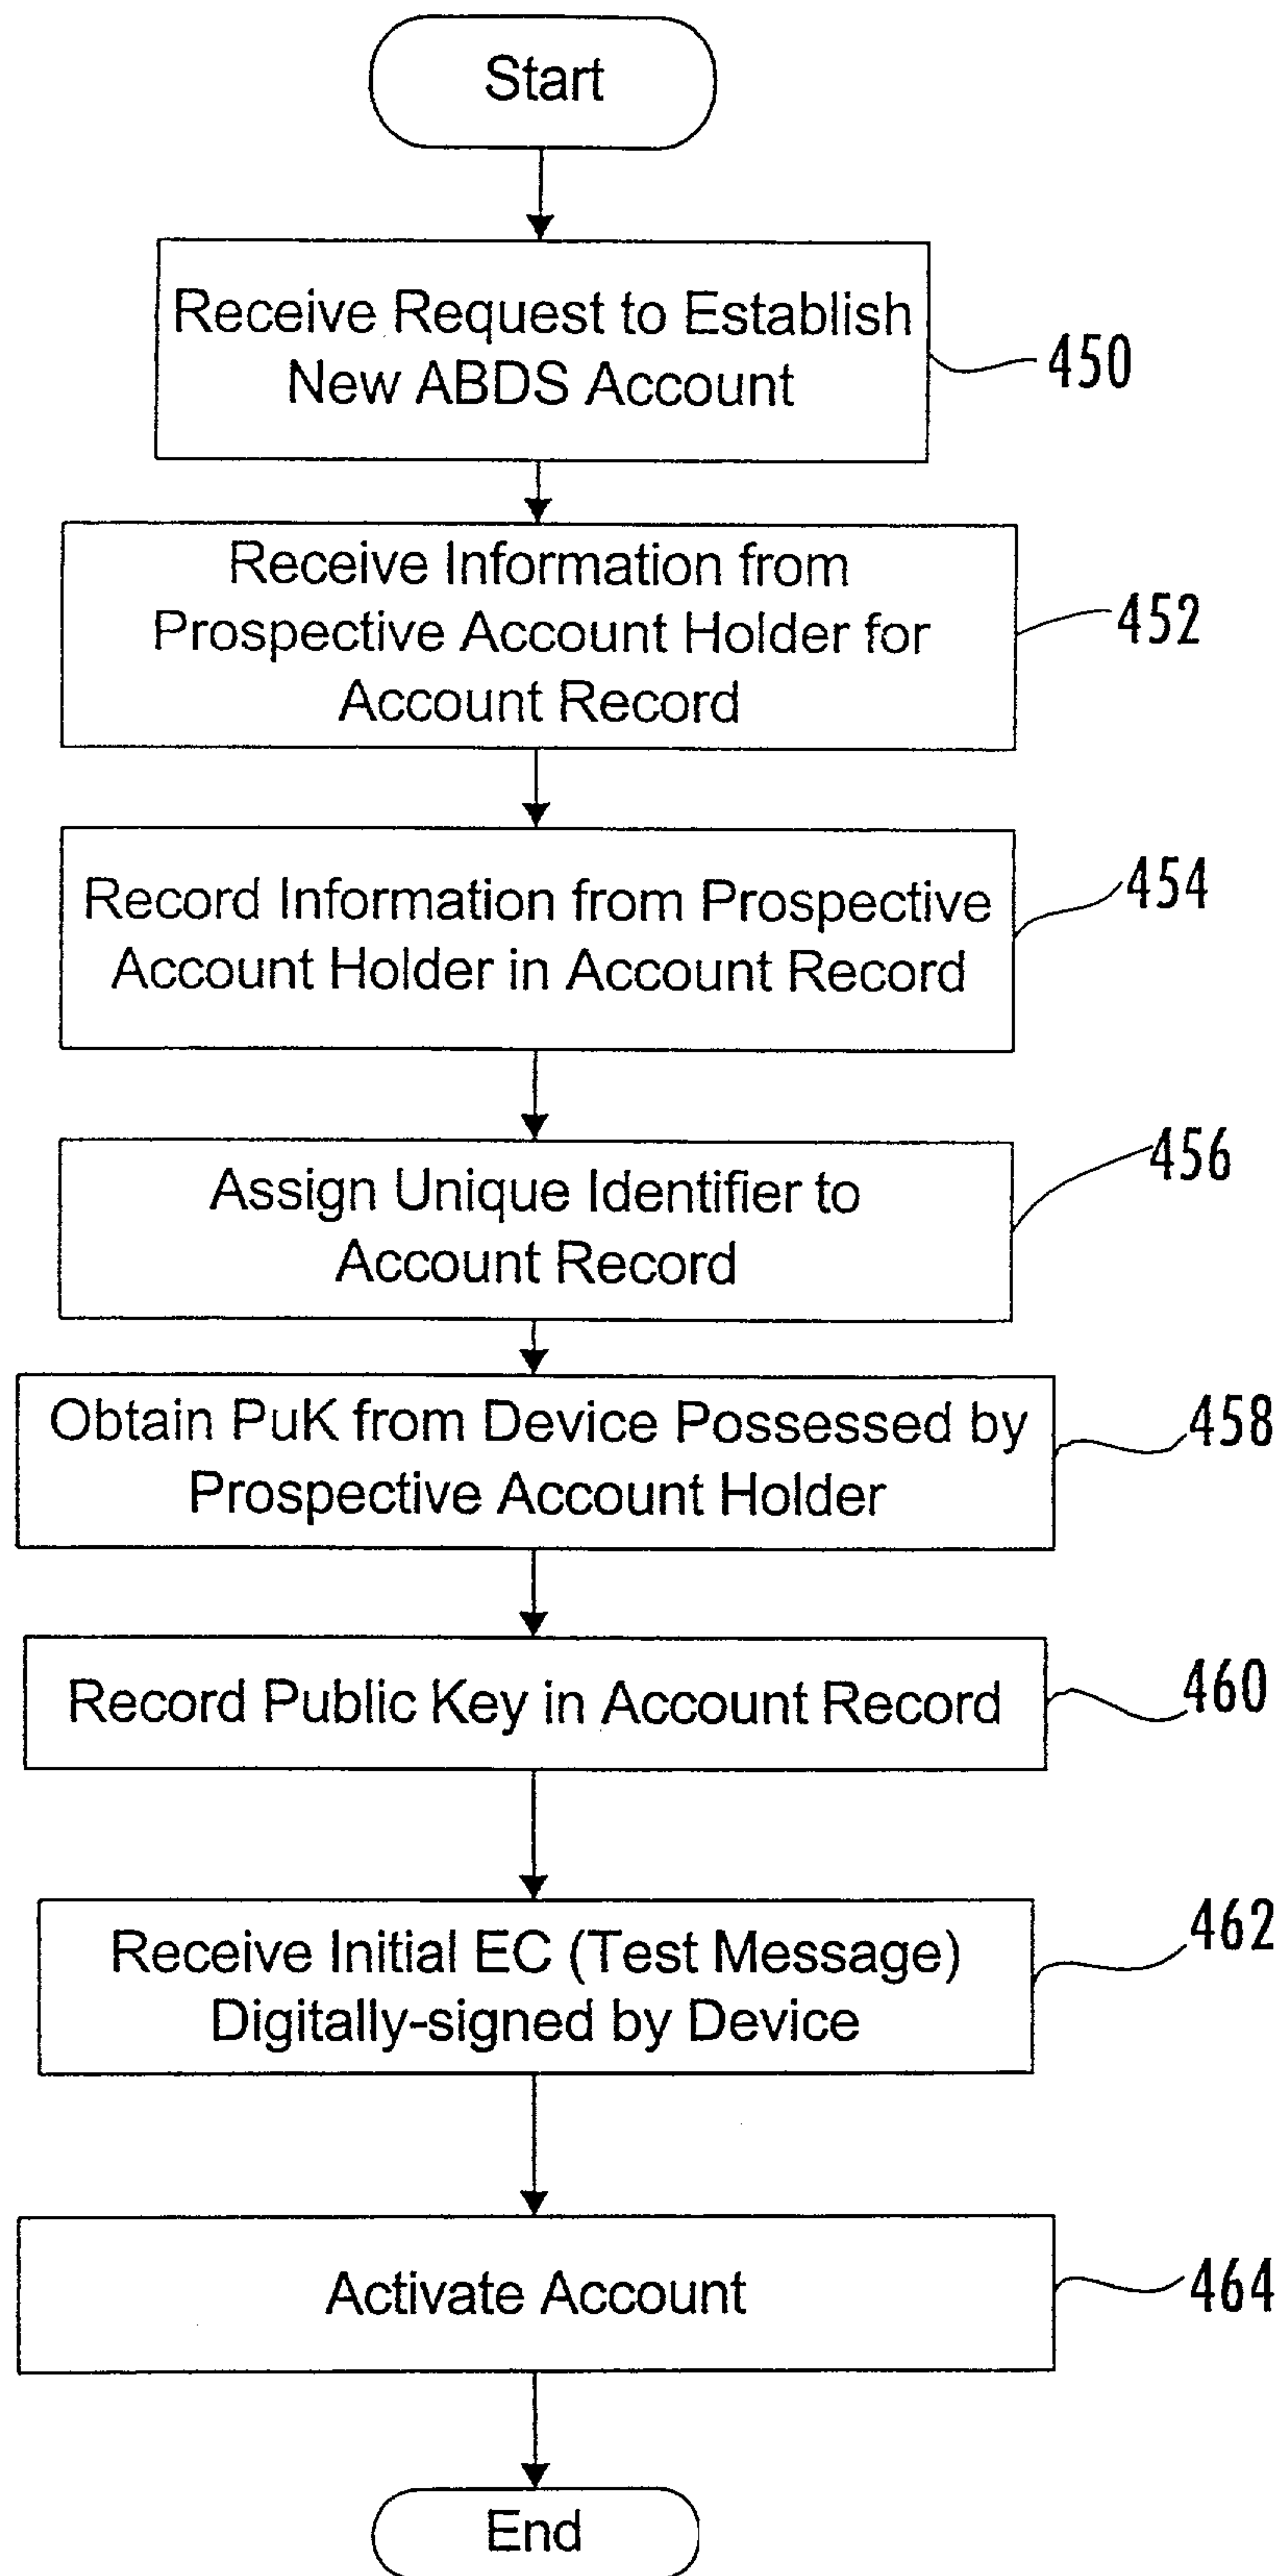 Start
Receive Request to Establish
New ABDS Account
450
Receive Information from
Prospective Account Holder for
Account Record
452
Record Information from Prospective
Account Holder in Account Record
454
Assign Unique Identifier to
Account Record
456
Obtain PuK from Device Possessed by
Prospective Account Holder
458
Record Public Key in Account Record
460
Receive Initial EC (Test Message)
Digitally-signed by Device
462
Activate Account
464
End